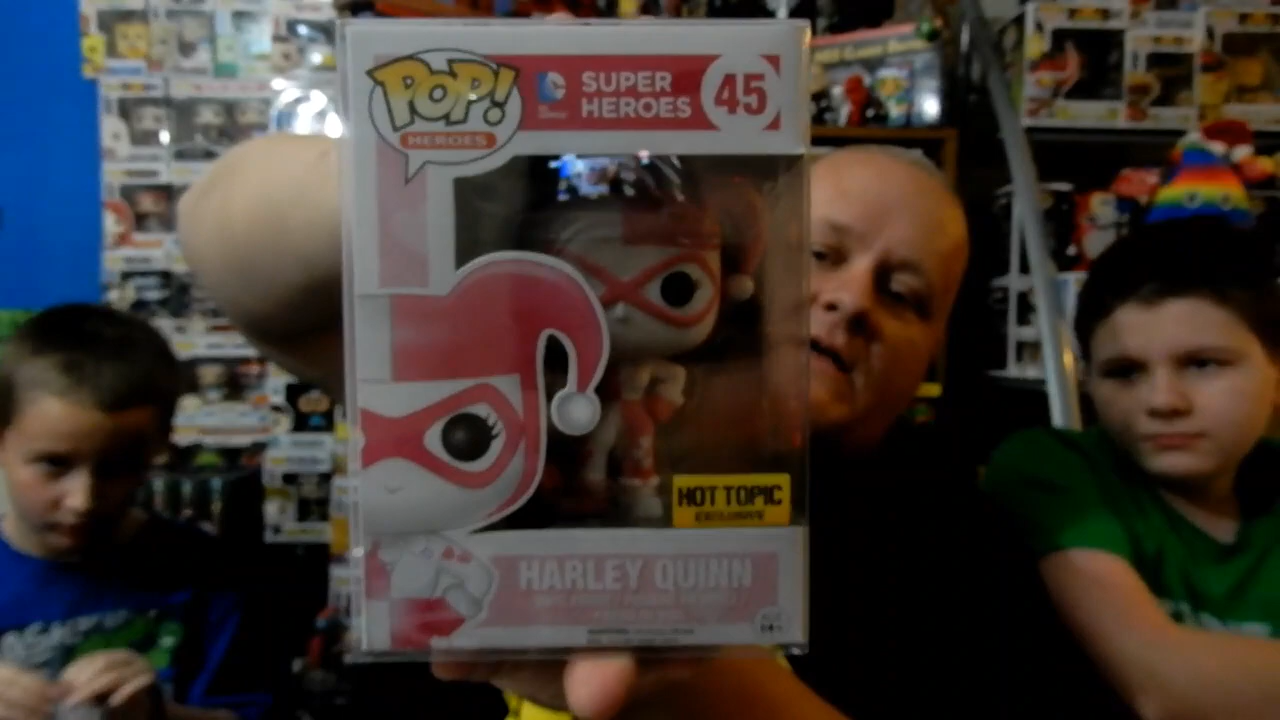 POP!
HEROES
SUPER
HEROES
45
HOT TOPIC
EXCLUSIVE
HARLEY QUINN